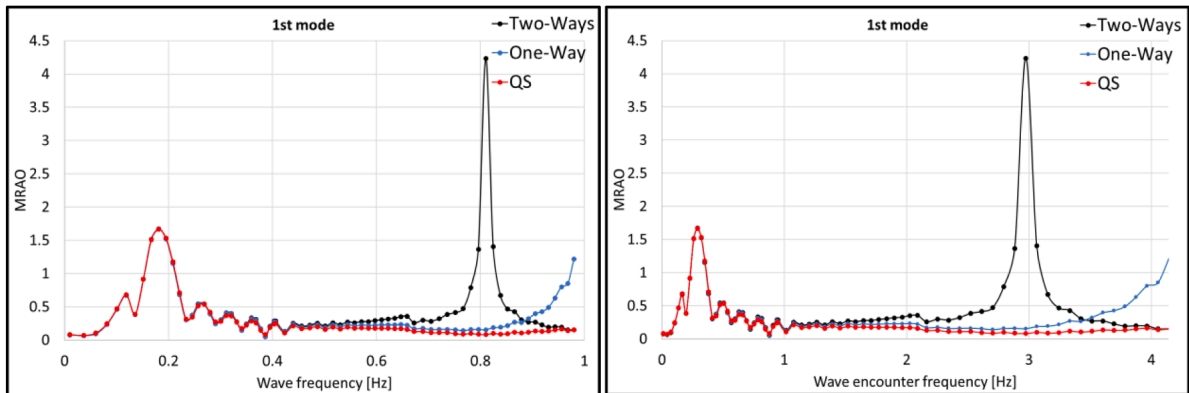 1st mode
Two-Ways
One-Way
QS
4.5
4
3.5
3
2.5
2
1.5
1
0.5
0
MRAO
0
0.2
0.4
0.6
0.8
1
Wave frequency [Hz]
1st mode
Two-Ways
One-Way
QS
4.5
4
3.5
3
2.5
2
1.5
1
0.5
0
MRAO
0
1
2
3
4
Wave encounter frequency [Hz]